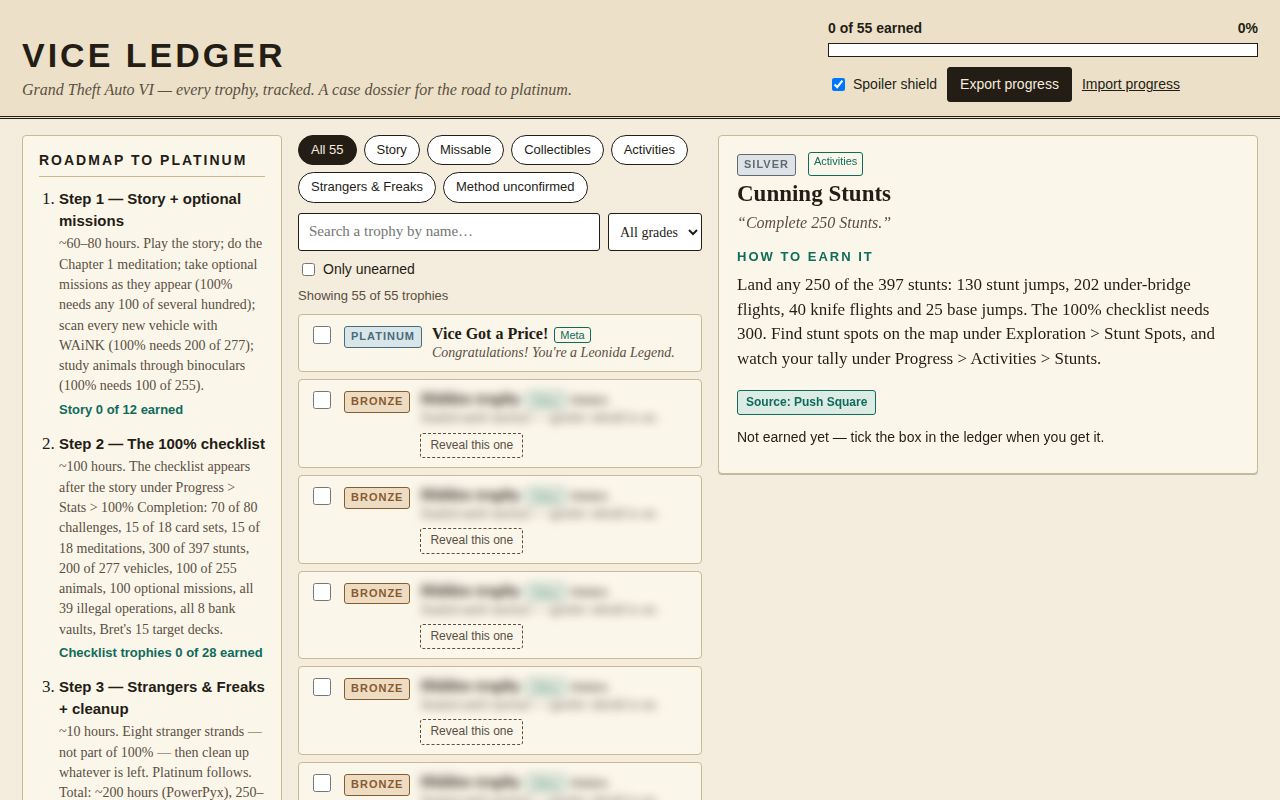 VICE LEDGER
Grand Theft Auto VI — every trophy, tracked. A case dossier for the road to platinum.
0 of 55 earned 0%
Spoiler shield Export progress Import progress
ROADMAP TO PLATINUM
1. Step 1 — Story + optional
missions
~60–80 hours. Play the story; do the
Chapter 1 meditation; take optional
missions as they appear (100%
needs any 100 of several hundred);
scan every new vehicle with
WAiNK (100% needs 200 of 277);
study animals through binoculars
(100% needs 100 of 255).
Story 0 of 12 earned
2. Step 2 — The 100% checklist
~100 hours. The checklist appears
after the story under Progress >
Stats > 100% Completion: 70 of 80
challenges, 15 of 18 card sets, 15 of
18 meditations, 300 of 397 stunts,
200 of 277 vehicles, 100 of 255
animals, 100 optional missions, all
39 illegal operations, all 8 bank
vaults, Bret's 15 target decks.
Checklist trophies 0 of 28 earned
3. Step 3 — Strangers & Freaks
+ cleanup
~10 hours. Eight stranger strands —
not part of 100% — then clean up
whatever is left. Platinum follows.
Total: ~200 hours (PowerPyx), 250–
All 55 Story Missable Collectibles Activities
Strangers & Freaks Method unconfirmed
Search a trophy by name… All grades
Only unearned
Showing 55 of 55 trophies
PLATINUM Vice Got a Price! Meta
Congratulations! You're a Leonida Legend.
BRONZE
Reveal this one
BRONZE
Reveal this one
BRONZE
Reveal this one
BRONZE
Reveal this one
BRONZE
SILVER Activities
Cunning Stunts
“Complete 250 Stunts.”
HOW TO EARN IT
Land any 250 of the 397 stunts: 130 stunt jumps, 202 under-bridge
flights, 40 knife flights and 25 base jumps. The 100% checklist needs
300. Find stunt spots on the map under Exploration > Stunt Spots, and
watch your tally under Progress > Activities > Stunts.
Source: Push Square
Not earned yet — tick the box in the ledger when you get it.